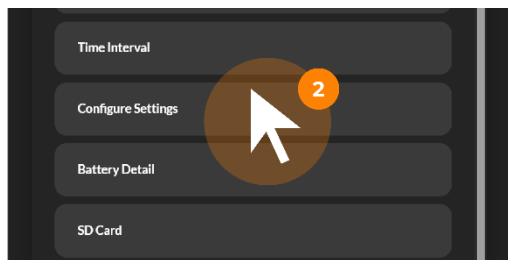 Time Interval
2
Configure Settings
Battery Detail
SD Card